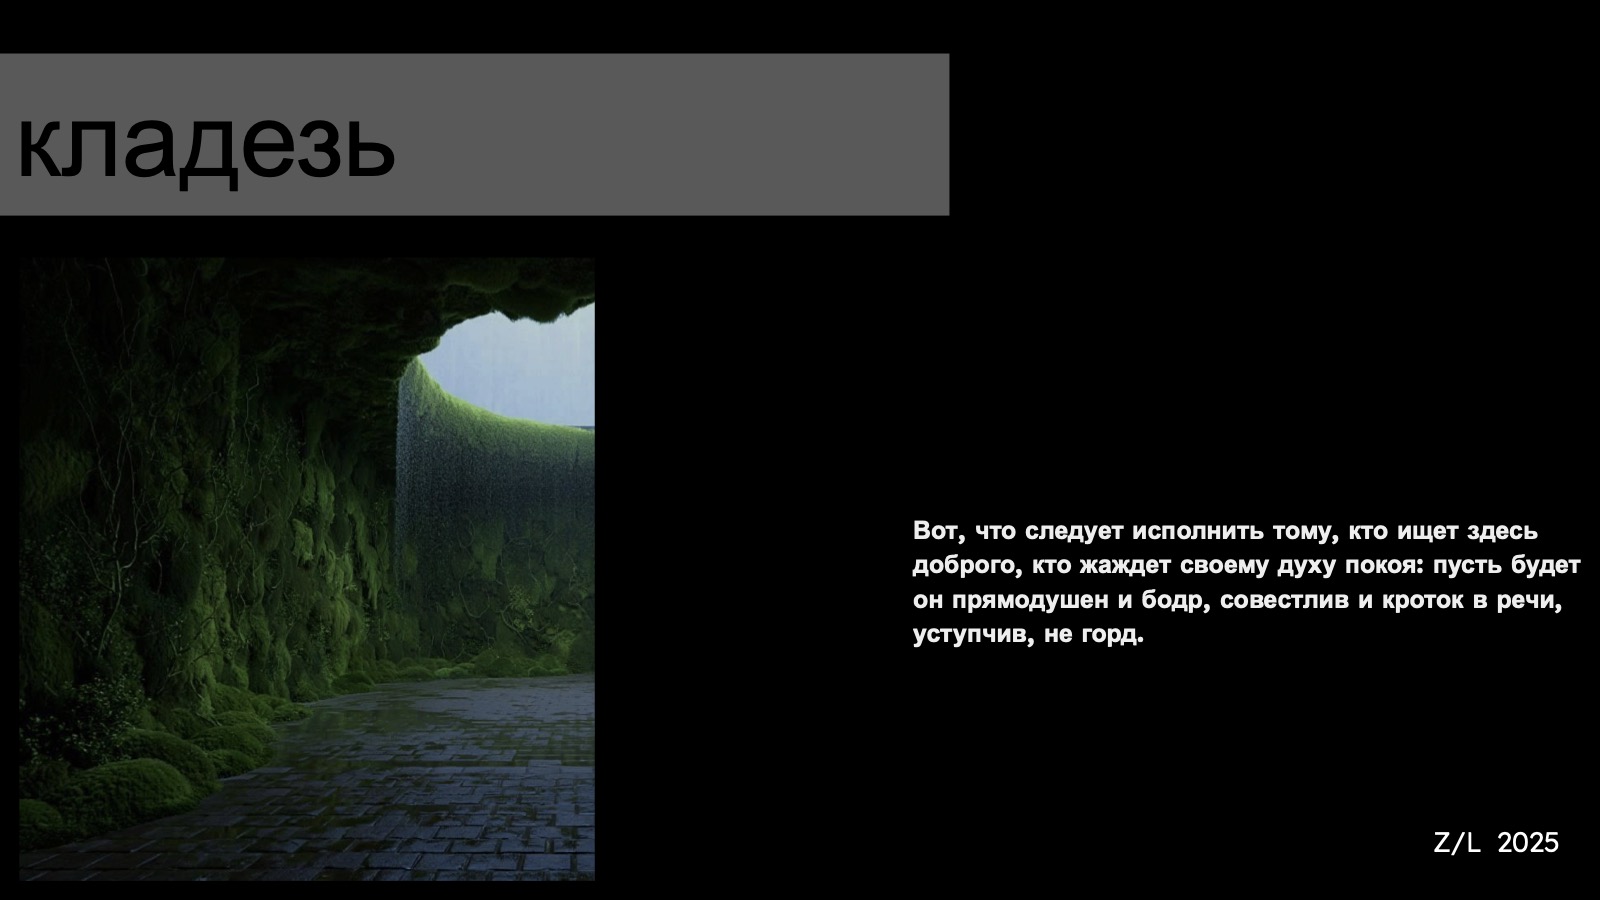 кладезь
Вот, что следует исполнить тому, кто ищет здесь
доброго, кто жаждет своему духу покоя: пусть будет
он прямодушен и бодр, совестлив и кроток в речи,
уступчив, не горд.
Z/L 2025